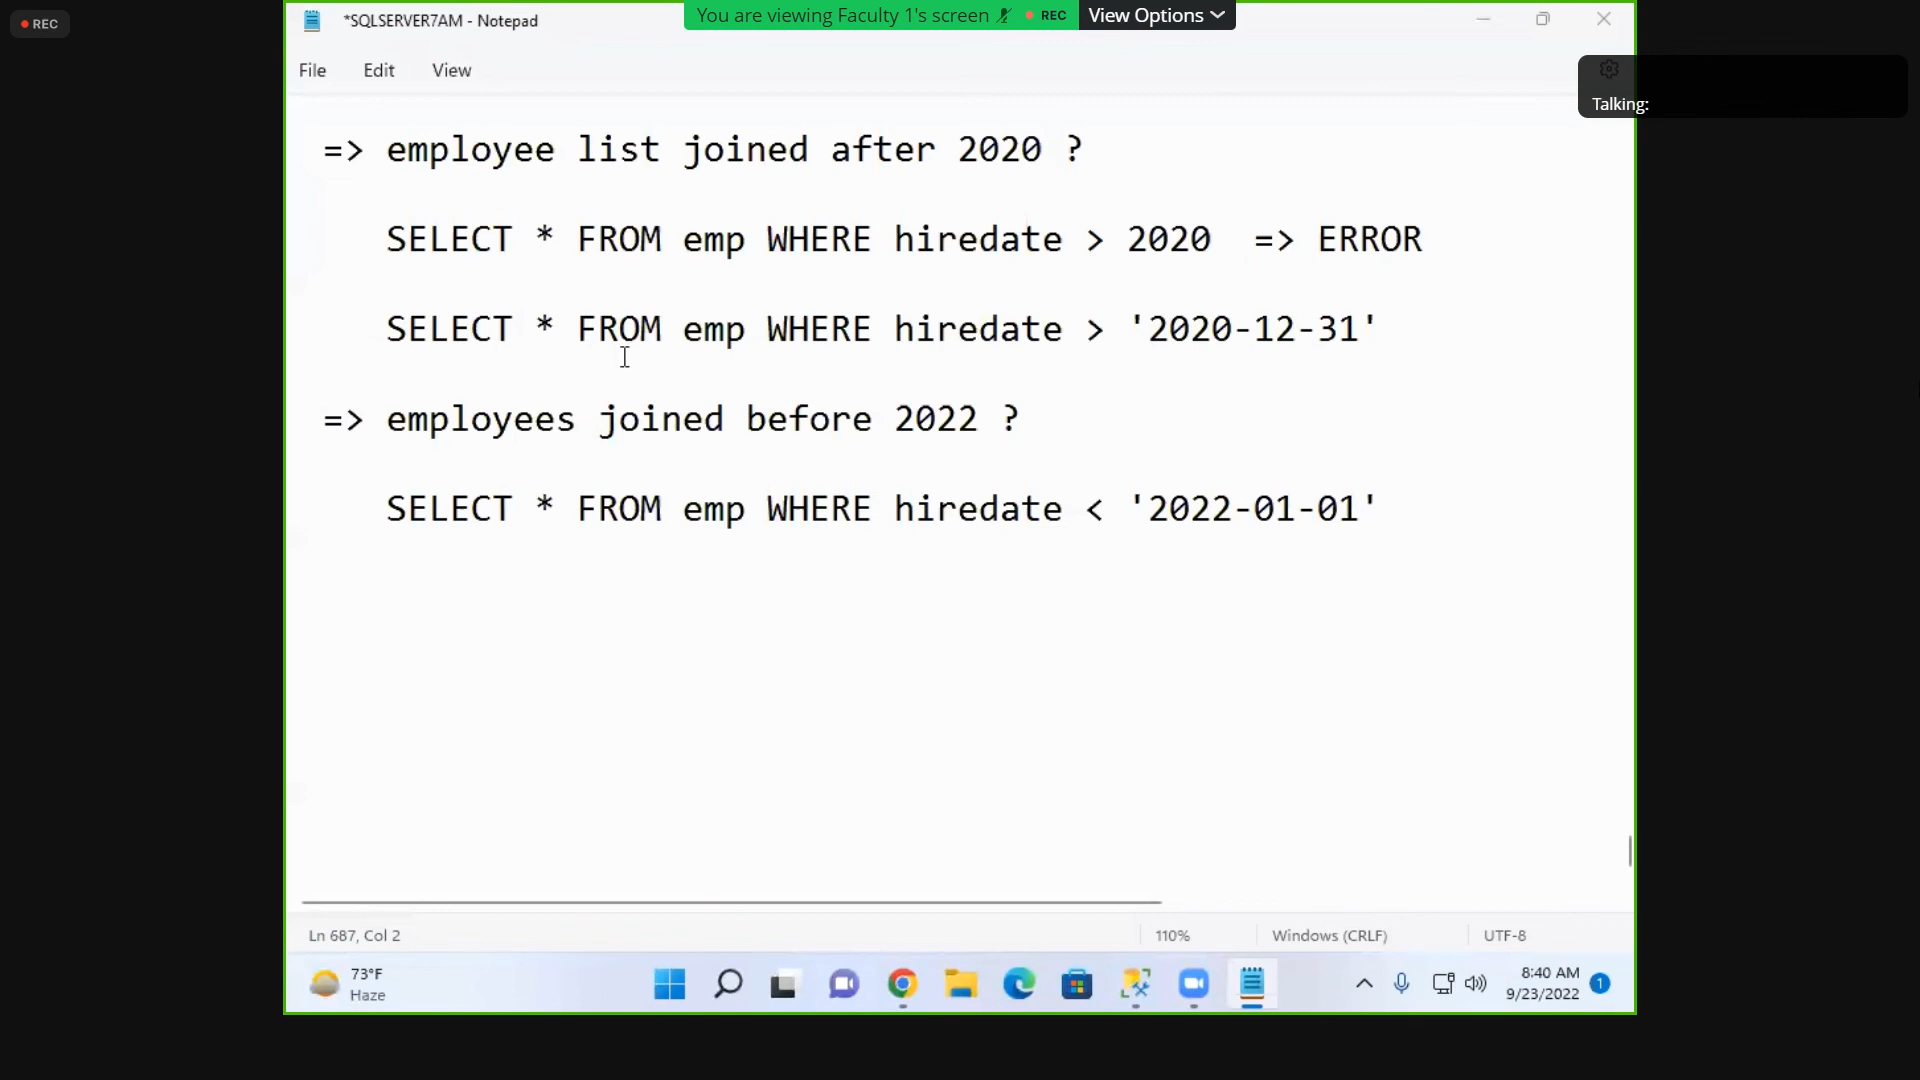 REC
*SQLSERVER7AM - Notepad
You are viewing Faculty 1's screen REC View Options
File Edit View
Talking:
=> employee list joined after 2020 ?
SELECT * FROM emp WHERE hiredate > 2020 => ERROR
SELECT * FROM emp WHERE hiredate > '2020-12-31'
=> employees joined before 2022 ?
SELECT * FROM emp WHERE hiredate < '2022-01-01'
Ln 687, Col 2 110% Windows (CRLF) UTF-8
73°F
Haze
8:40 AM
9/23/2022
1